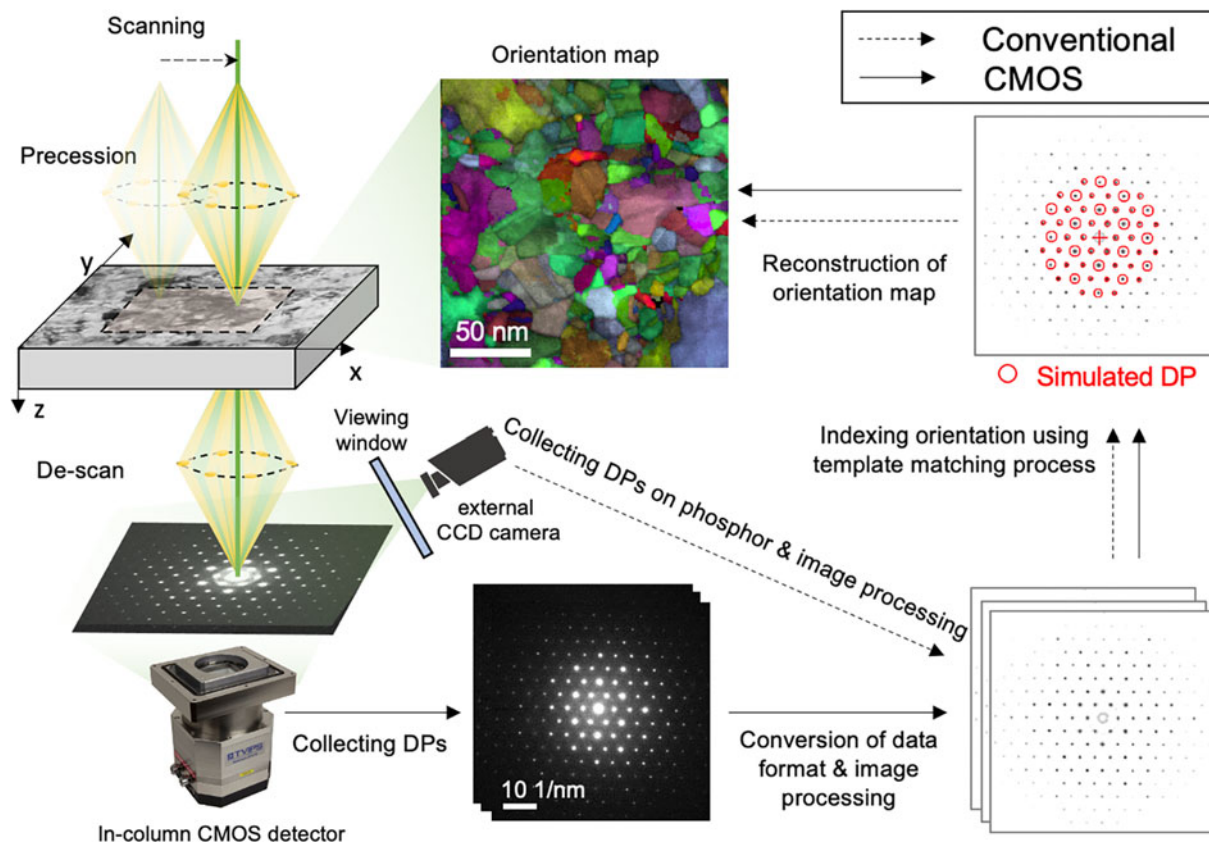 Scanning
Orientation map
Conventional
CMOS
Precession
y
x
z
50 nm
Reconstruction of
orientation map
Simulated DP
Viewing
window
De-scan
external
CCD camera
Collecting DPs on phosphor & image processing
Indexing orientation using
template matching process
TVIPS
Collecting DPs
10 1/nm
Conversion of data
format & image
processing
In-column CMOS detector